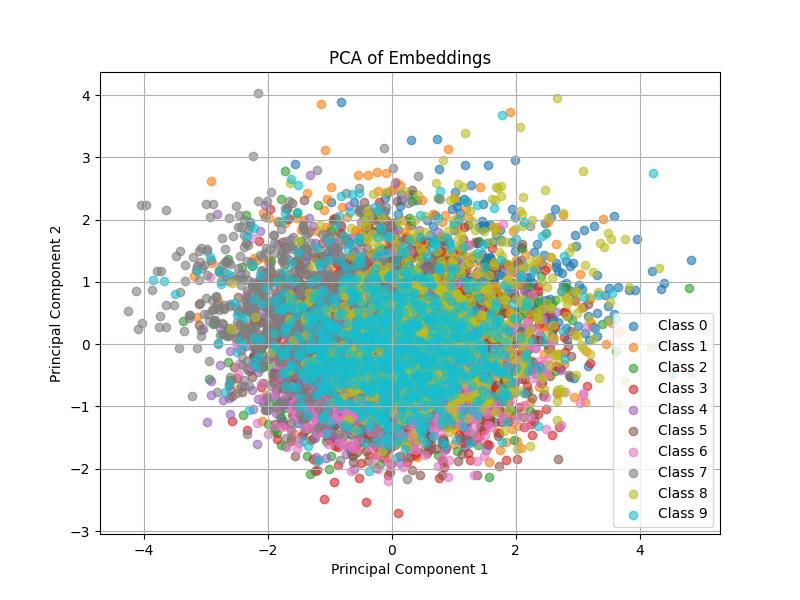 PCA of Embeddings
Principal Component 2
4
3
2
1
0
−1
−2
−3
Class 0
Class 1
Class 2
Class 3
Class 4
Class 5
Class 6
Class 7
Class 8
Class 9
−4
−2
0
2
4
Principal Component 1